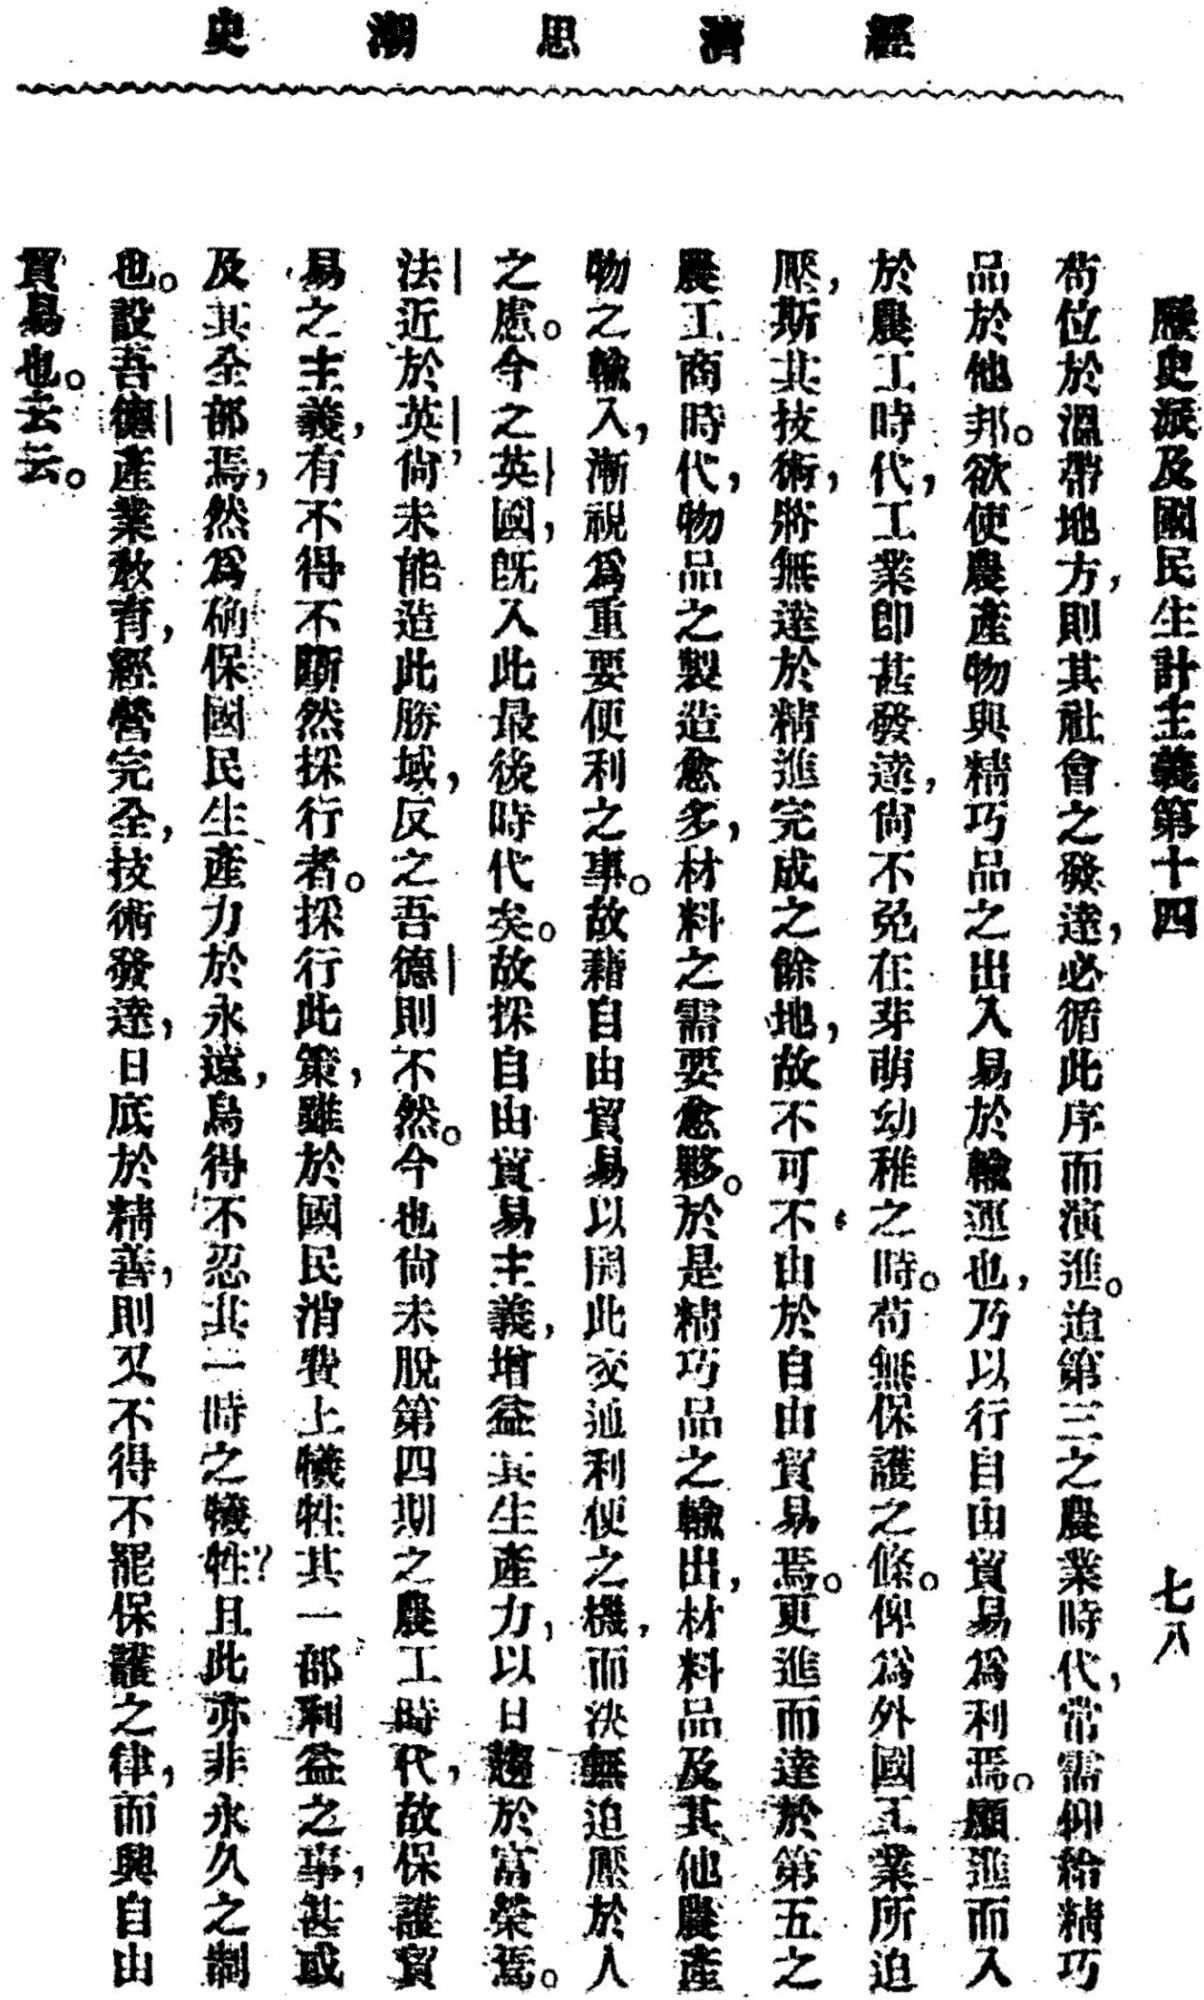 經濟思潮史
歷史派及國民生計主義第十四
七八
苟位於溫帶地方，則其社會之發達，必循此序而演進。迨第三之農業時代，常需仰給精巧
品於他邦。欲使農產物與精巧品之出入易於輸運也，乃以行自由貿易爲利焉。顧進而入
於農工時代，工業即甚發達，尙不免在芽萌幼稚之時。苟無保護之條。俾爲外國工業所迫
壓，斯其技術，將無達於精進完成之餘地，故不可不由於自由貿易焉。更進而達於第五之
農工商時代，物品之製造愈多，材料之需要愈夥。於是精巧品之輸出，材料品及其他農產
物之輸入，漸視爲重要便利之事。故藉自由貿易以開此交通利便之機，而決無迫壓於人
之慮。今之英國，旣入此最後時代矣。故採自由貿易主義，增益其生產力，以日趨於富榮焉。
法近於英，尙未能造此勝域，反之吾德則不然。今也尙未脫第四期之農工時代，故保護貿
易之主義，有不得不斷然採行者。採行此策，雖於國民消費上犧牲其一部利益之事，甚或
及其全部焉，然爲确保國民生產力於永遠，烏得不忍其一時之犧牲？且此亦非永久之制
也。設吾德產業敎育，經營完全，技術發達，日底於精善，則又不得不罷保護之律，而興自由
貿易也。云云。